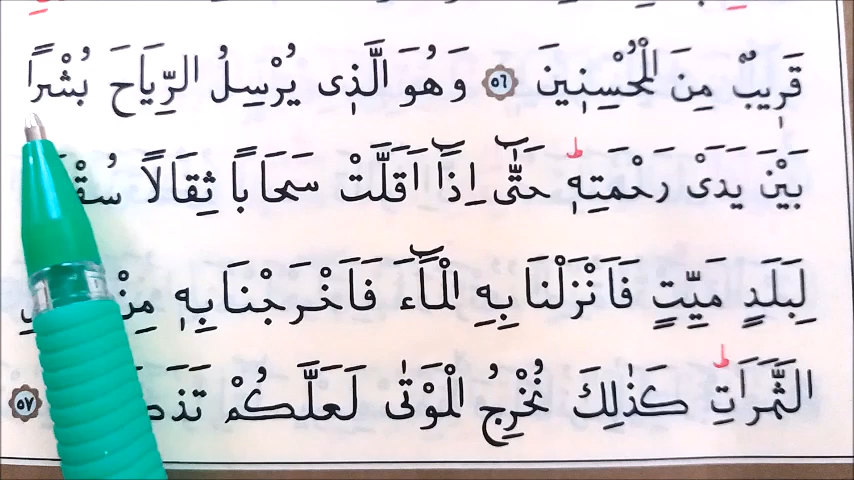 قَرِيبٌ مِنَ الْمُحْسِنِينَ ٥٦ وَهُوَ الَّذِى يُرْسِلُ الرِّيَاحَ بُشْرًا
بَيْنَ يَدَىْ رَحْمَتِهٖ ط حَتّٰٓى اِذَٓا اَقَلَّتْ سَحَابًا ثِقَالًا
لِبَلَدٍ مَيِّتٍ فَاَنْزَلْنَا بِهِ الْمَٓاءَ فَاَخْرَجْنَا بِهٖ مِنْ
الثَّمَرَاتِ ط كَذٰلِكَ نُخْرِجُ الْمَوْتٰى لَعَلَّكُمْ ٥٧